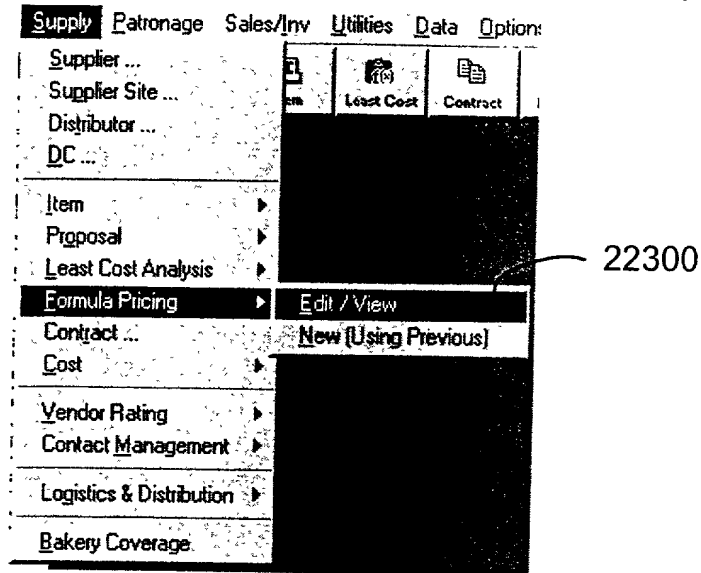 Supply Patronage Sales/Inv Utilities Data Option
Supplier ...
Supplier Site ...
Distributor ...
DC ...
Least Cost Contract
Item
Proposal
Least Cost Analysis
22300
Formula Pricing Edit / View
Contract ... New (Using Previous)
Cost
Vendor Rating
Contact Management
Logistics & Distribution
Bakery Coverage